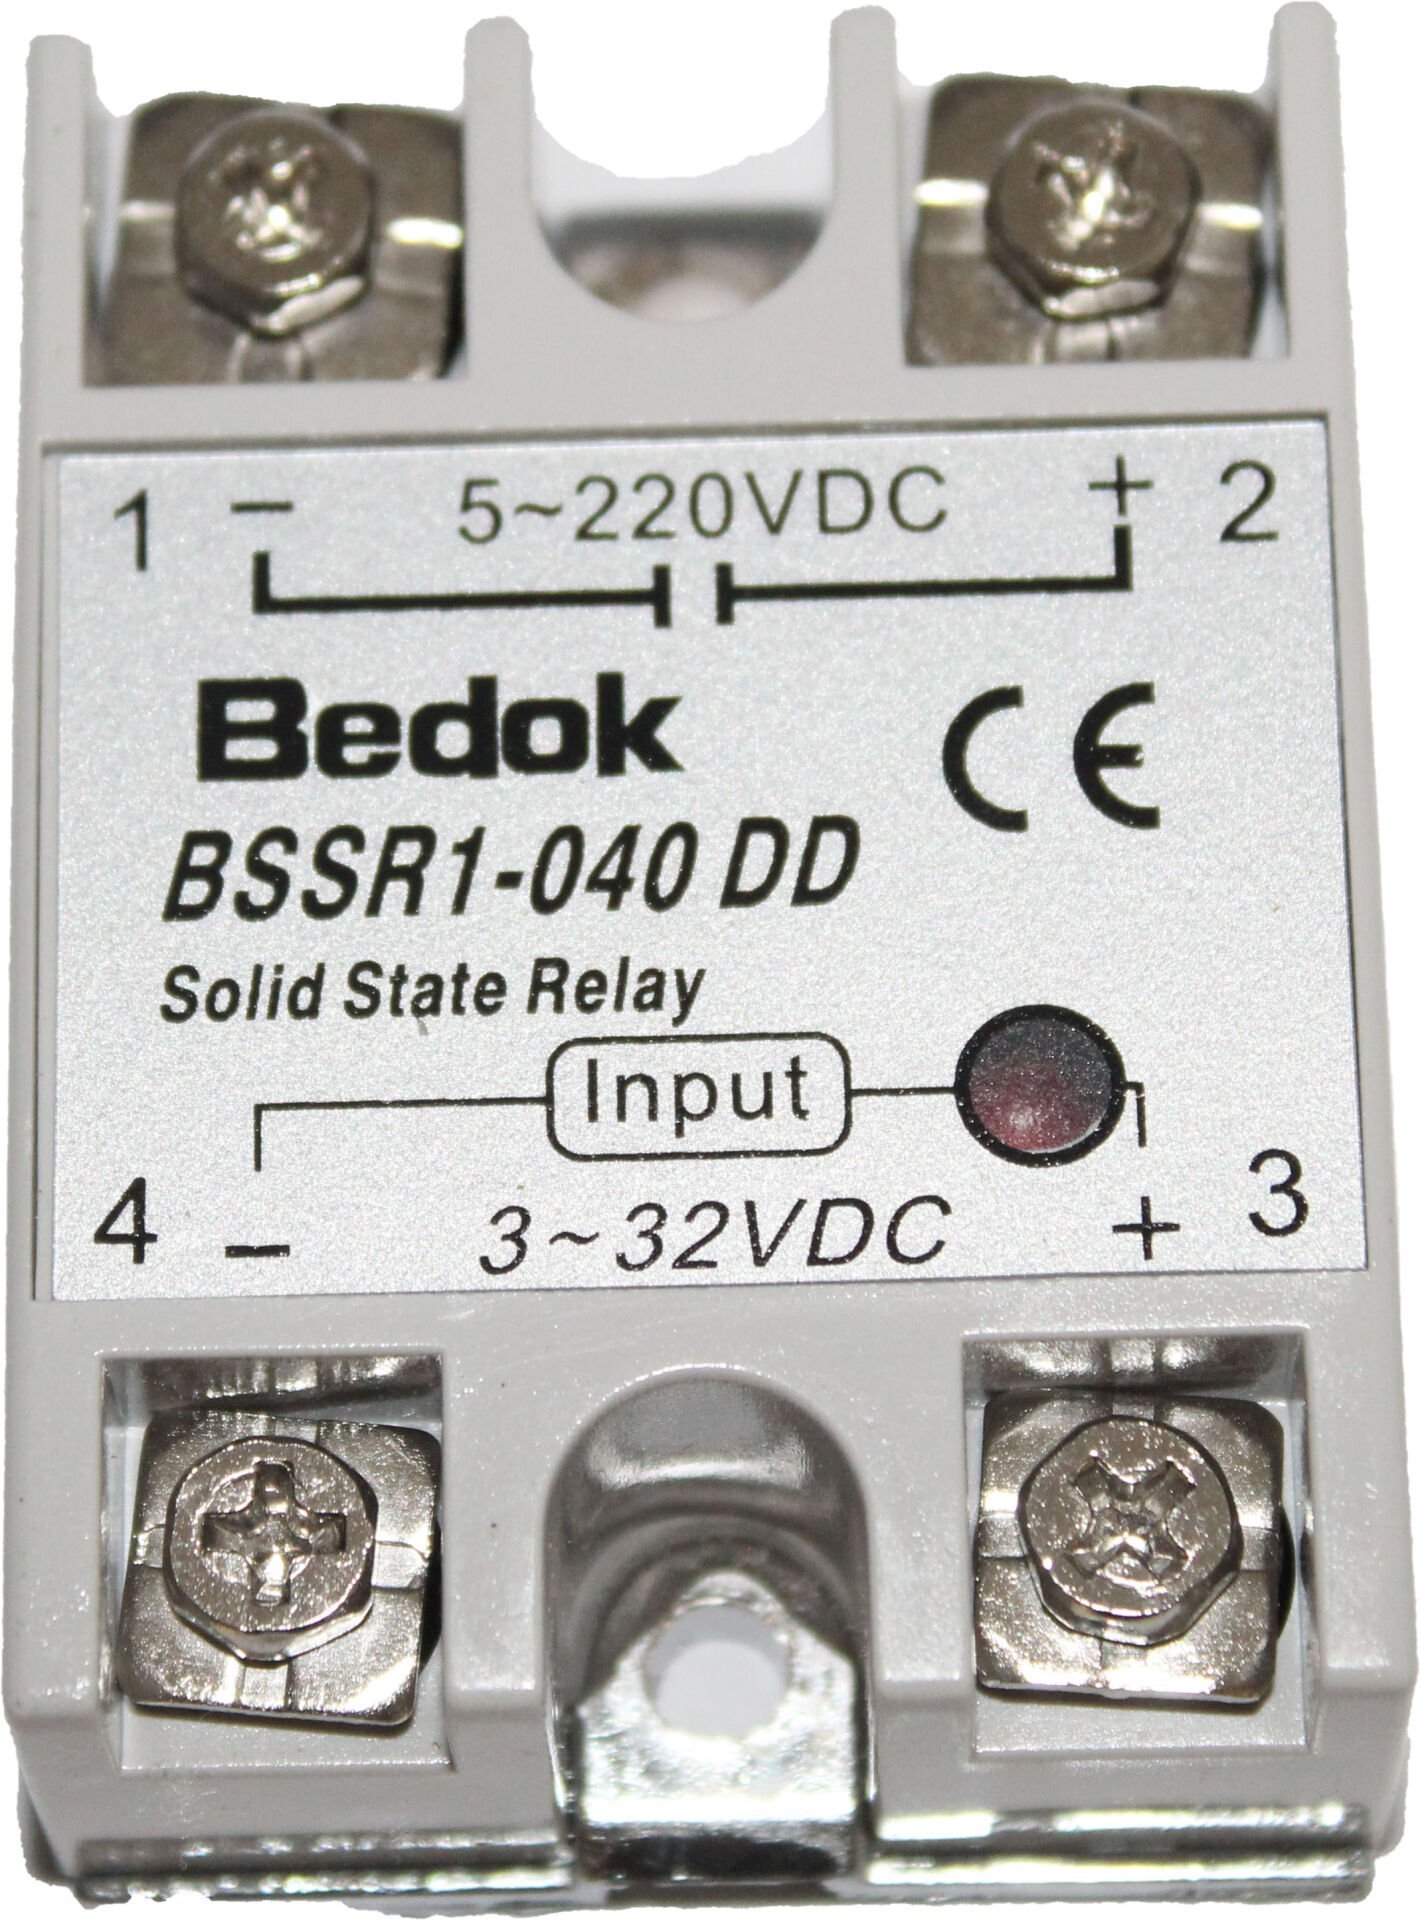 1 − 5~220VDC + 2
Bedok CE
BSSR1-040 DD
Solid State Relay
Input
4 − 3~32VDC + 3